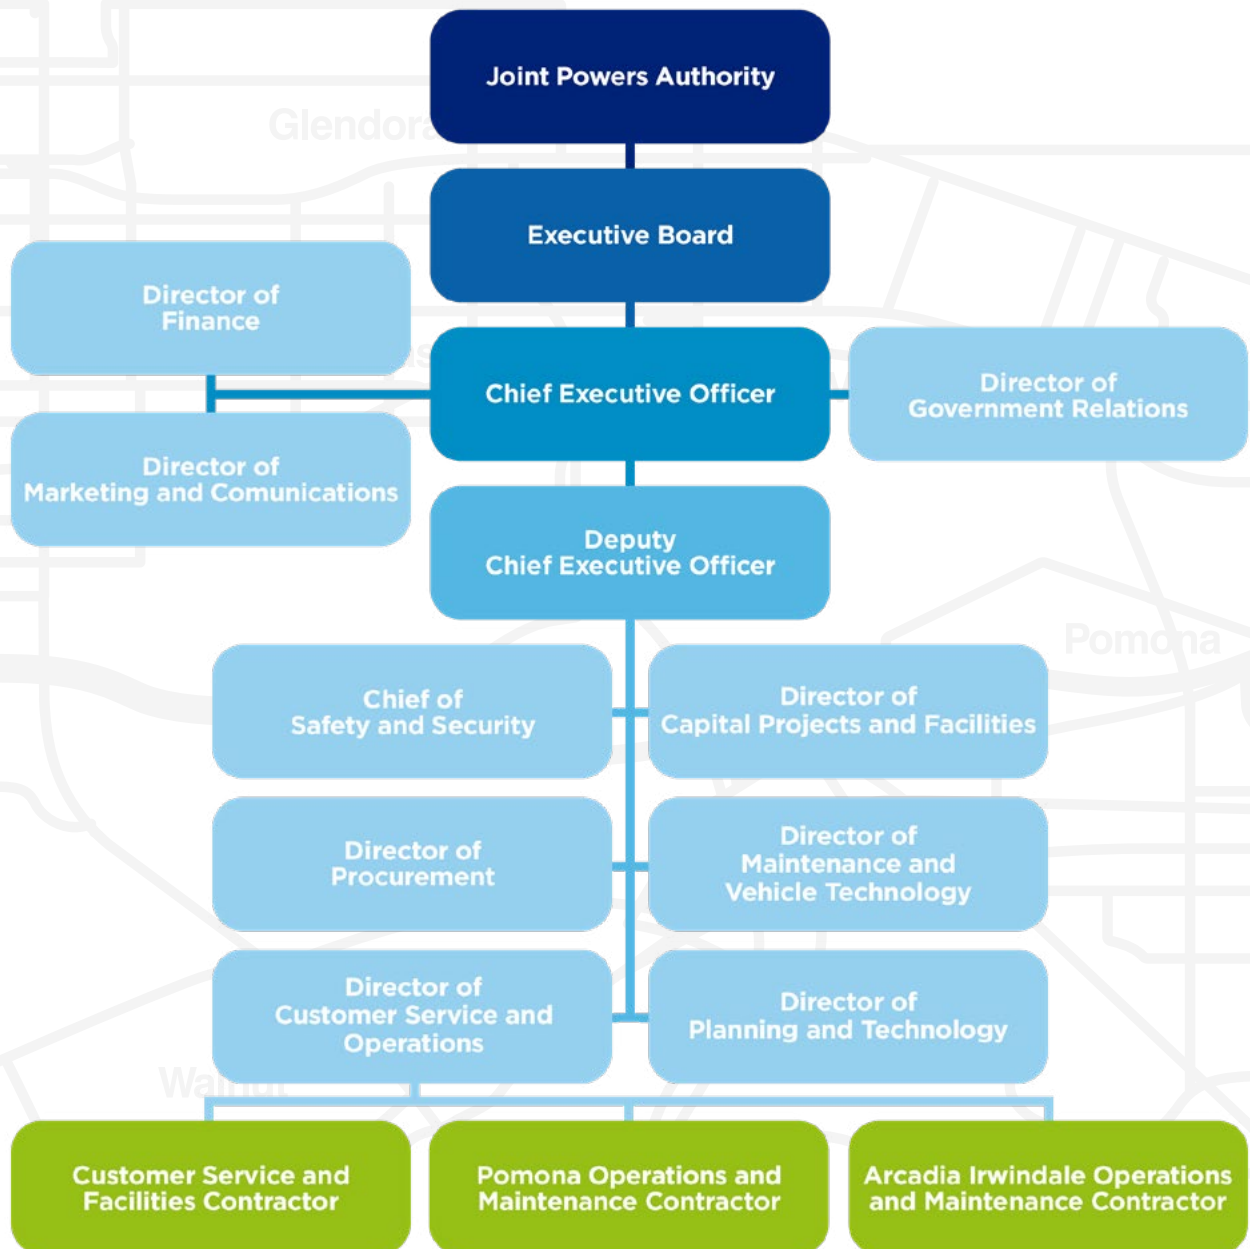 Joint Powers Authority
Glendora
Executive Board
Director of
Finance
Chief Executive Officer
Director of
Government Relations
Director of
Marketing and Comunications
Deputy
Chief Executive Officer
Pomona
Chief of
Safety and Security
Director of
Capital Projects and Facilities
Director of
Procurement
Director of
Maintenance and
Vehicle Technology
Director of
Customer Service and
Operations
Director of
Planning and Technology
Walnut
Customer Service and
Facilities Contractor
Pomona Operations and
Maintenance Contractor
Arcadia Irwindale Operations
and Maintenance Contractor